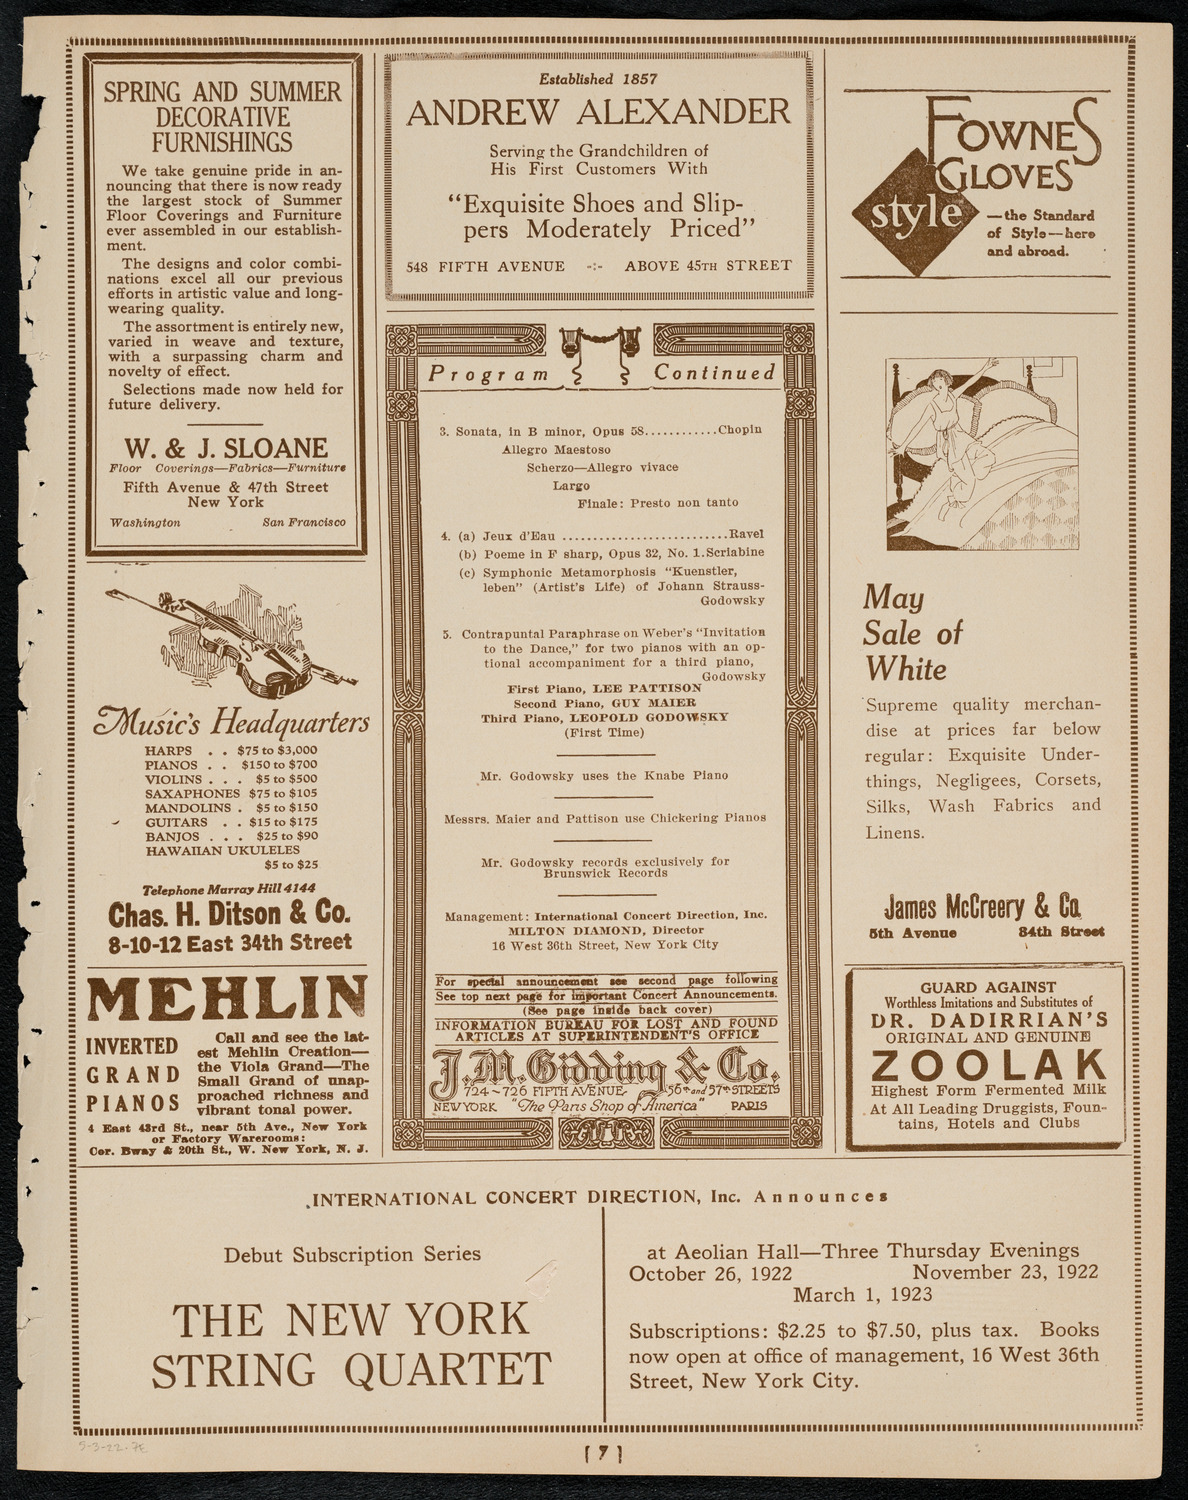 SPRING AND SUMMER
DECORATIVE
FURNISHINGS
We take genuine pride in an-
nouncing that there is now ready
the largest stock of Summer
Floor Coverings and Furniture
ever assembled in our establish-
ment.
The designs and color combi-
nations excel all our previous
efforts in artistic value and long-
wearing quality.
The assortment is entirely new,
varied in weave and texture,
with a surpassing charm and
novelty of effect.
Selections made now held for
future delivery.
W. & J. SLOANE
Floor Coverings—Fabrics—Furniture
Fifth Avenue & 47th Street
New York
Washington San Francisco
Music's Headquarters
HARPS . . $75 to $3,000
PIANOS . . $150 to $700
VIOLINS . . . $5 to $500
SAXAPHONES $75 to $105
MANDOLINS . $5 to $150
GUITARS . . $15 to $175
BANJOS . . . $25 to $90
HAWAIIAN UKULELES
$5 to $25
Telephone Murray Hill 4144
Chas. H. Ditson & Co.
8-10-12 East 34th Street
MEHLIN
INVERTED
GRAND
PIANOS
Call and see the lat-
est Mehlin Creation—
the Viola Grand—The
Small Grand of unap-
proached richness and
vibrant tonal power.
4 East 43rd St., near 5th Ave., New York
or Factory Warerooms:
Cor. Bway & 20th St., W. New York, N. J.
Established 1857
ANDREW ALEXANDER
Serving the Grandchildren of
His First Customers With
"Exquisite Shoes and Slip-
pers Moderately Priced"
548 FIFTH AVENUE -:- ABOVE 45TH STREET
Program Continued
3. Sonata, in B minor, Opus 58............Chopin
Allegro Maestoso
Scherzo—Allegro vivace
Largo
Finale: Presto non tanto
4. (a) Jeux d'Eau ..........................Ravel
(b) Poeme in F sharp, Opus 32, No. 1.Scriabine
(c) Symphonic Metamorphosis "Kuenstler,
leben" (Artist's Life) of Johann Strauss-
Godowsky
5. Contrapuntal Paraphrase on Weber's "Invitation
to the Dance," for two pianos with an op-
tional accompaniment for a third piano,
Godowsky
First Piano, LEE PATTISON
Second Piano, GUY MAIER
Third Piano, LEOPOLD GODOWSKY
(First Time)
Mr. Godowsky uses the Knabe Piano
Messrs. Maier and Pattison use Chickering Pianos
Mr. Godowsky records exclusively for
Brunswick Records
Management: International Concert Direction, Inc.
MILTON DIAMOND, Director
16 West 36th Street, New York City
For special announcement see second page following
See top next page for Important Concert Announcements.
(See page inside back cover)
INFORMATION BUREAU FOR LOST AND FOUND
ARTICLES AT SUPERINTENDENT'S OFFICE
J. M. Gidding & Co.
724-726 FIFTH AVENUE 56th and 57th STREETS
NEW YORK "The Paris Shop of America" PARIS
FOWNES
GLOVES
style
—the Standard
of Style—here
and abroad.
May
Sale of
White
Supreme quality merchan-
dise at prices far below
regular: Exquisite Under-
things, Negligees, Corsets,
Silks, Wash Fabrics and
Linens.
James McCreery & Co.
5th Avenue 34th Street
GUARD AGAINST
Worthless Imitations and Substitutes of
DR. DADIRRIAN'S
ORIGINAL AND GENUINE
ZOOLAK
Highest Form Fermented Milk
At All Leading Druggists, Foun-
tains, Hotels and Clubs
INTERNATIONAL CONCERT DIRECTION, Inc. Announces
Debut Subscription Series
THE NEW YORK
STRING QUARTET
at Aeolian Hall—Three Thursday Evenings
October 26, 1922 November 23, 1922
March 1, 1923
Subscriptions: $2.25 to $7.50, plus tax. Books
now open at office of management, 16 West 36th
Street, New York City.
5-3-22-7E
[ 7 ]